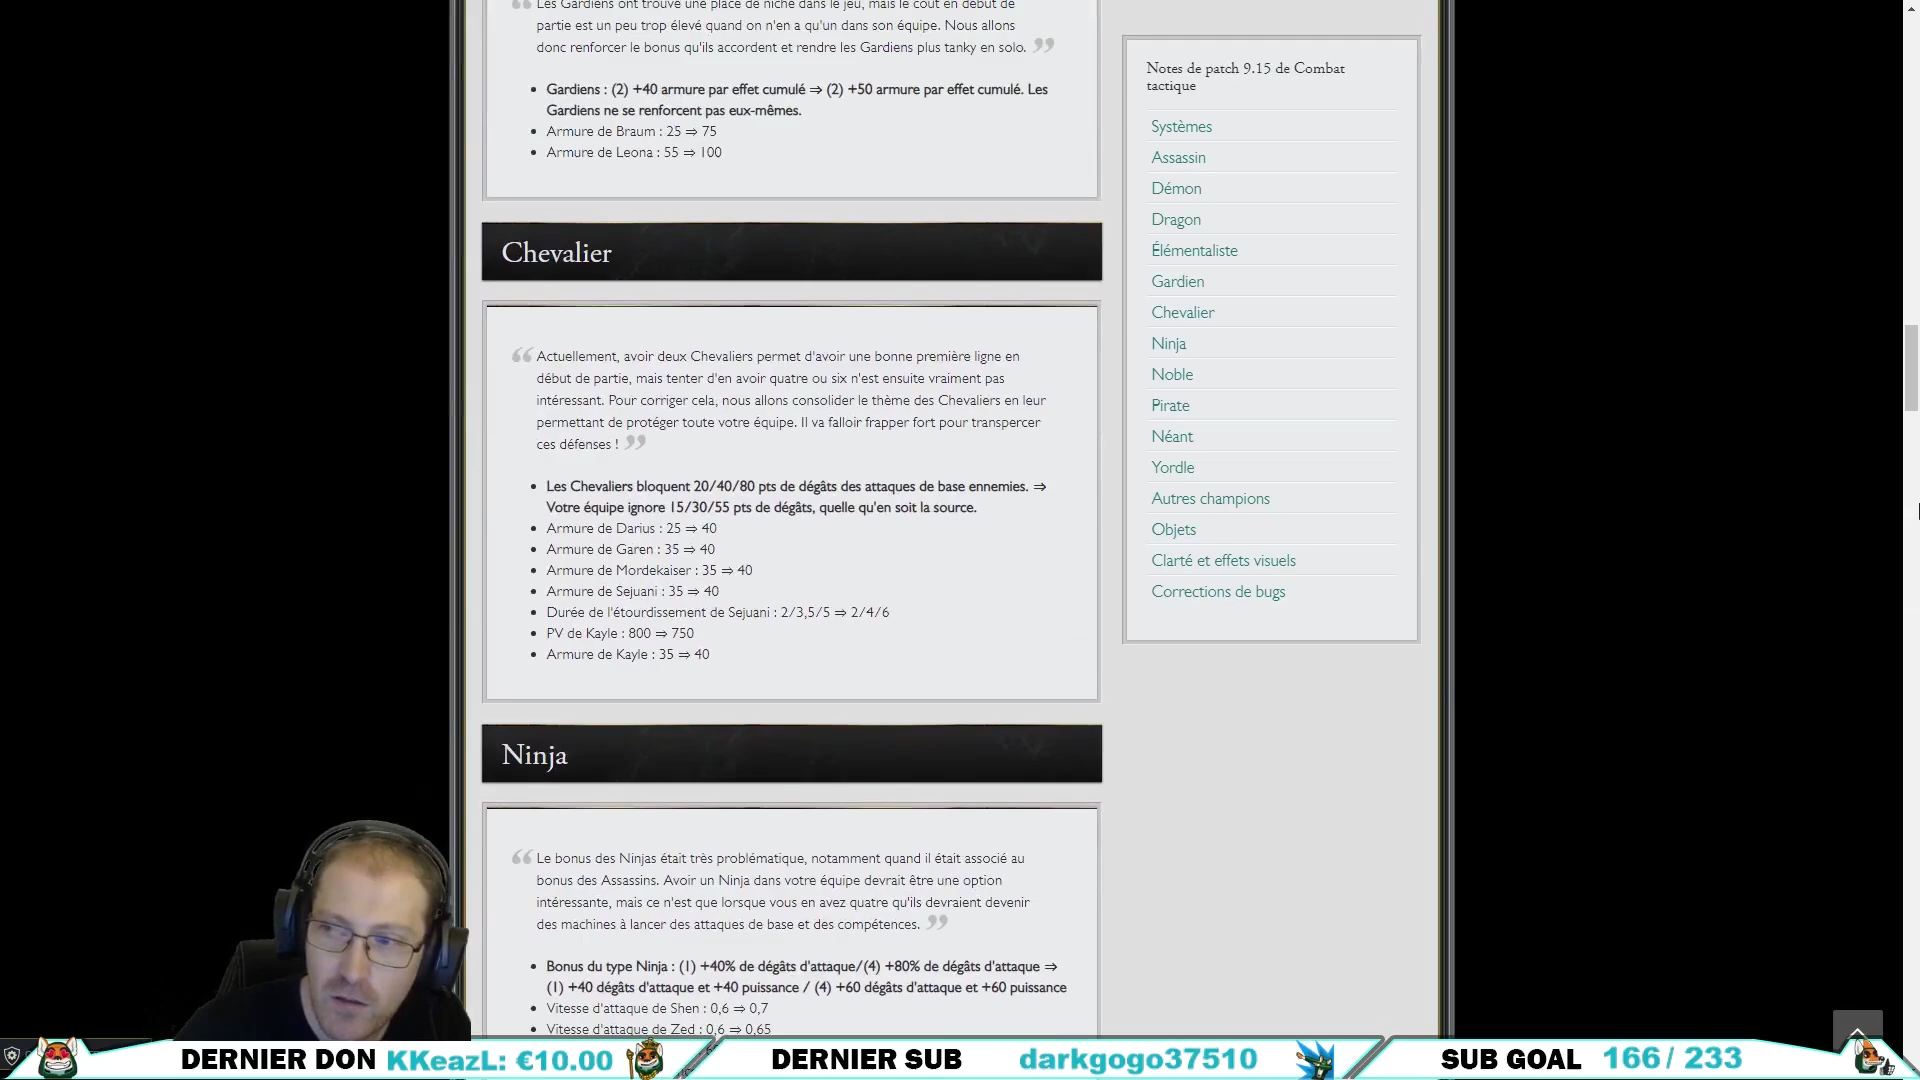 Les Gardiens ont trouvé une place de niche dans le jeu, mais le coût en début de
partie est un peu trop élevé quand on n'en a qu'un dans son équipe. Nous allons
donc renforcer le bonus qu'ils accordent et rendre les Gardiens plus tanky en solo.
Gardiens : (2) +40 armure par effet cumulé ⇒ (2) +50 armure par effet cumulé. Les
Gardiens ne se renforcent pas eux-mêmes.
Armure de Braum : 25 ⇒ 75
Armure de Leona : 55 ⇒ 100
Chevalier
Actuellement, avoir deux Chevaliers permet d'avoir une bonne première ligne en
début de partie, mais tenter d'en avoir quatre ou six n'est ensuite vraiment pas
intéressant. Pour corriger cela, nous allons consolider le thème des Chevaliers en leur
permettant de protéger toute votre équipe. Il va falloir frapper fort pour transpercer
ces défenses !
Les Chevaliers bloquent 20/40/80 pts de dégâts des attaques de base ennemies. ⇒
Votre équipe ignore 15/30/55 pts de dégâts, quelle qu'en soit la source.
Armure de Darius : 25 ⇒ 40
Armure de Garen : 35 ⇒ 40
Armure de Mordekaiser : 35 ⇒ 40
Armure de Sejuani : 35 ⇒ 40
Durée de l'étourdissement de Sejuani : 2/3,5/5 ⇒ 2/4/6
PV de Kayle : 800 ⇒ 750
Armure de Kayle : 35 ⇒ 40
Ninja
Le bonus des Ninjas était très problématique, notamment quand il était associé au
bonus des Assassins. Avoir un Ninja dans votre équipe devrait être une option
intéressante, mais ce n'est que lorsque vous en avez quatre qu'ils devraient devenir
des machines à lancer des attaques de base et des compétences.
Bonus du type Ninja : (1) +40% de dégâts d'attaque/(4) +80% de dégâts d'attaque ⇒
(1) +40 dégâts d'attaque et +40 puissance / (4) +60 dégâts d'attaque et +60 puissance
Vitesse d'attaque de Shen : 0,6 ⇒ 0,7
Vitesse d'attaque de Zed : 0,6 ⇒ 0,65
Notes de patch 9.15 de Combat
tactique
Systèmes
Assassin
Démon
Dragon
Élémentaliste
Gardien
Chevalier
Ninja
Noble
Pirate
Néant
Yordle
Autres champions
Objets
Clarté et effets visuels
Corrections de bugs
DERNIER DON KKeazL: €10.00
DERNIER SUB darkgogo37510
SUB GOAL 166 / 233